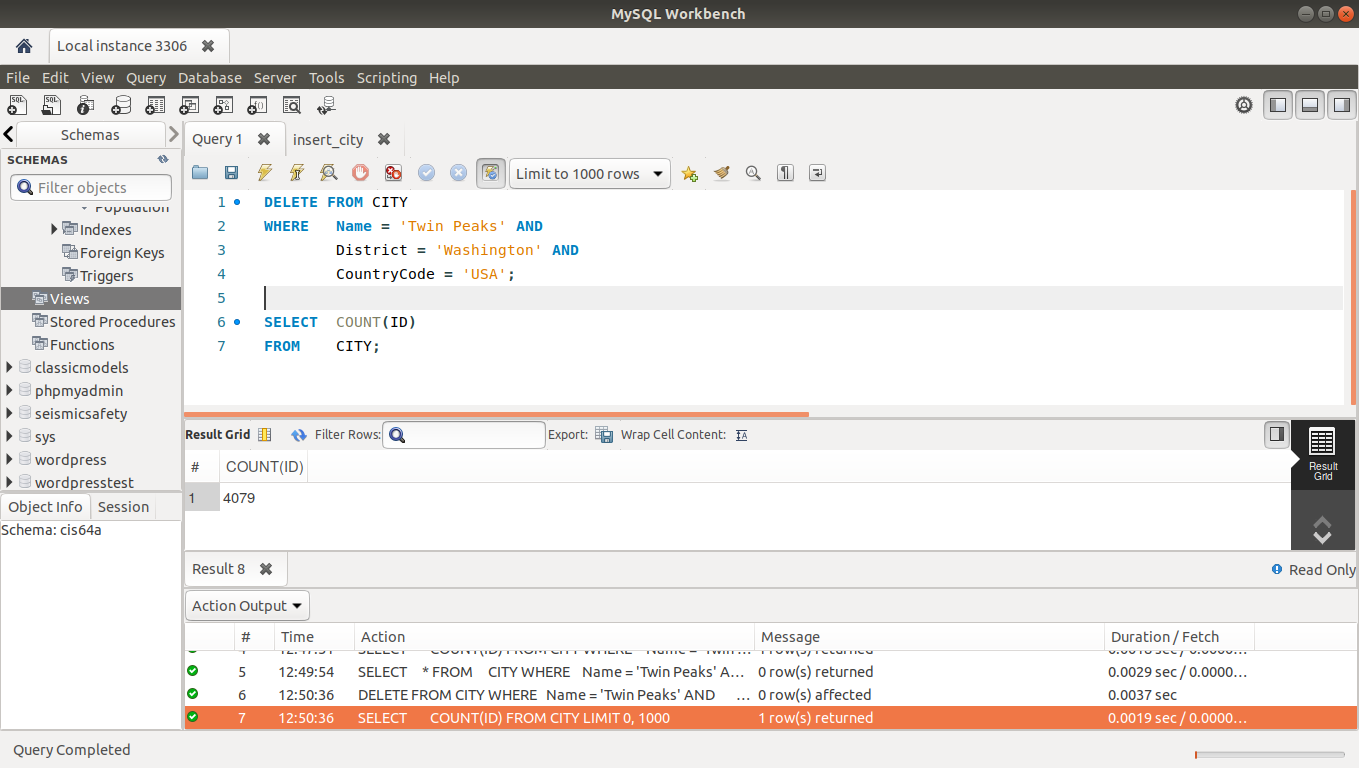 MySQL Workbench
Local instance 3306
File Edit View Query Database Server Tools Scripting Help
Schemas
Query 1
insert_city
SCHEMAS
Filter objects
Limit to 1000 rows
Population
Indexes
Foreign Keys
Triggers
Views
Stored Procedures
Functions
classicmodels
phpmyadmin
seismicsafety
sys
wordpress
wordpresstest
1 DELETE FROM CITY
2 WHERE Name = 'Twin Peaks' AND
3 District = 'Washington' AND
4 CountryCode = 'USA';
5
6 SELECT COUNT(ID)
7 FROM CITY;
Result Grid Filter Rows: Export: Wrap Cell Content:
# COUNT(ID)
1 4079
Result
Grid
Object Info Session
Schema: cis64a
Result 8
Read Only
Action Output
# Time Action Message Duration / Fetch
5 12:49:54 SELECT * FROM CITY WHERE Name = 'Twin Peaks' A... 0 row(s) returned 0.0029 sec / 0.0000...
6 12:50:36 DELETE FROM CITY WHERE Name = 'Twin Peaks' AND ... 0 row(s) affected 0.0037 sec
7 12:50:36 SELECT COUNT(ID) FROM CITY LIMIT 0, 1000 1 row(s) returned 0.0019 sec / 0.0000...
Query Completed